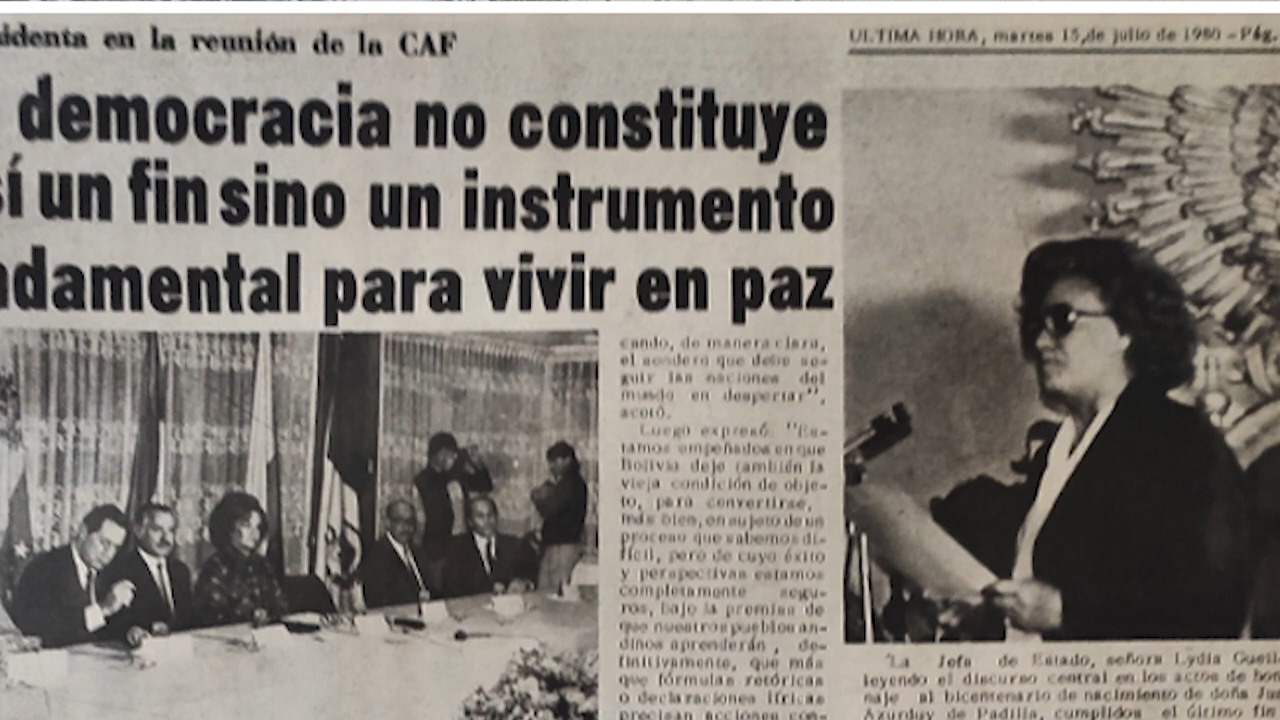 identa en la reunión de la CAF
ULTIMA HORA, martes 15,de julio de 1980 -Pág.
democracia no constituye
sí un fin sino un instrumento
damental para vivir en paz
cando, de manera clara,
el sendero que debe se-
guir las naciones del
mundo en despertar",
acotó.
Luego expresó: "Es-
tamos empeñados en que
Bolivia deje también la
vieja condición de obje-
to, para convertirse,
más bien, en sujeto de un
proceso que sabemos di-
fícil, pero de cuyo éxito
y perspectivas estamos
completamente segu-
ros, bajo la premisa de
que nuestros pueblos an-
dinos aprenderán, de-
finitivamente, que más
que fórmulas retóricas
o declaraciones líricas
precisan acciones con-
"La Jefa de Estado, señora Lydia Gueil
leyendo el discurso central en los actos de hom
naje al bicentenario de nacimiento de doña Jua
Azurduy de Padilla, cumplidos el úlrimo fin